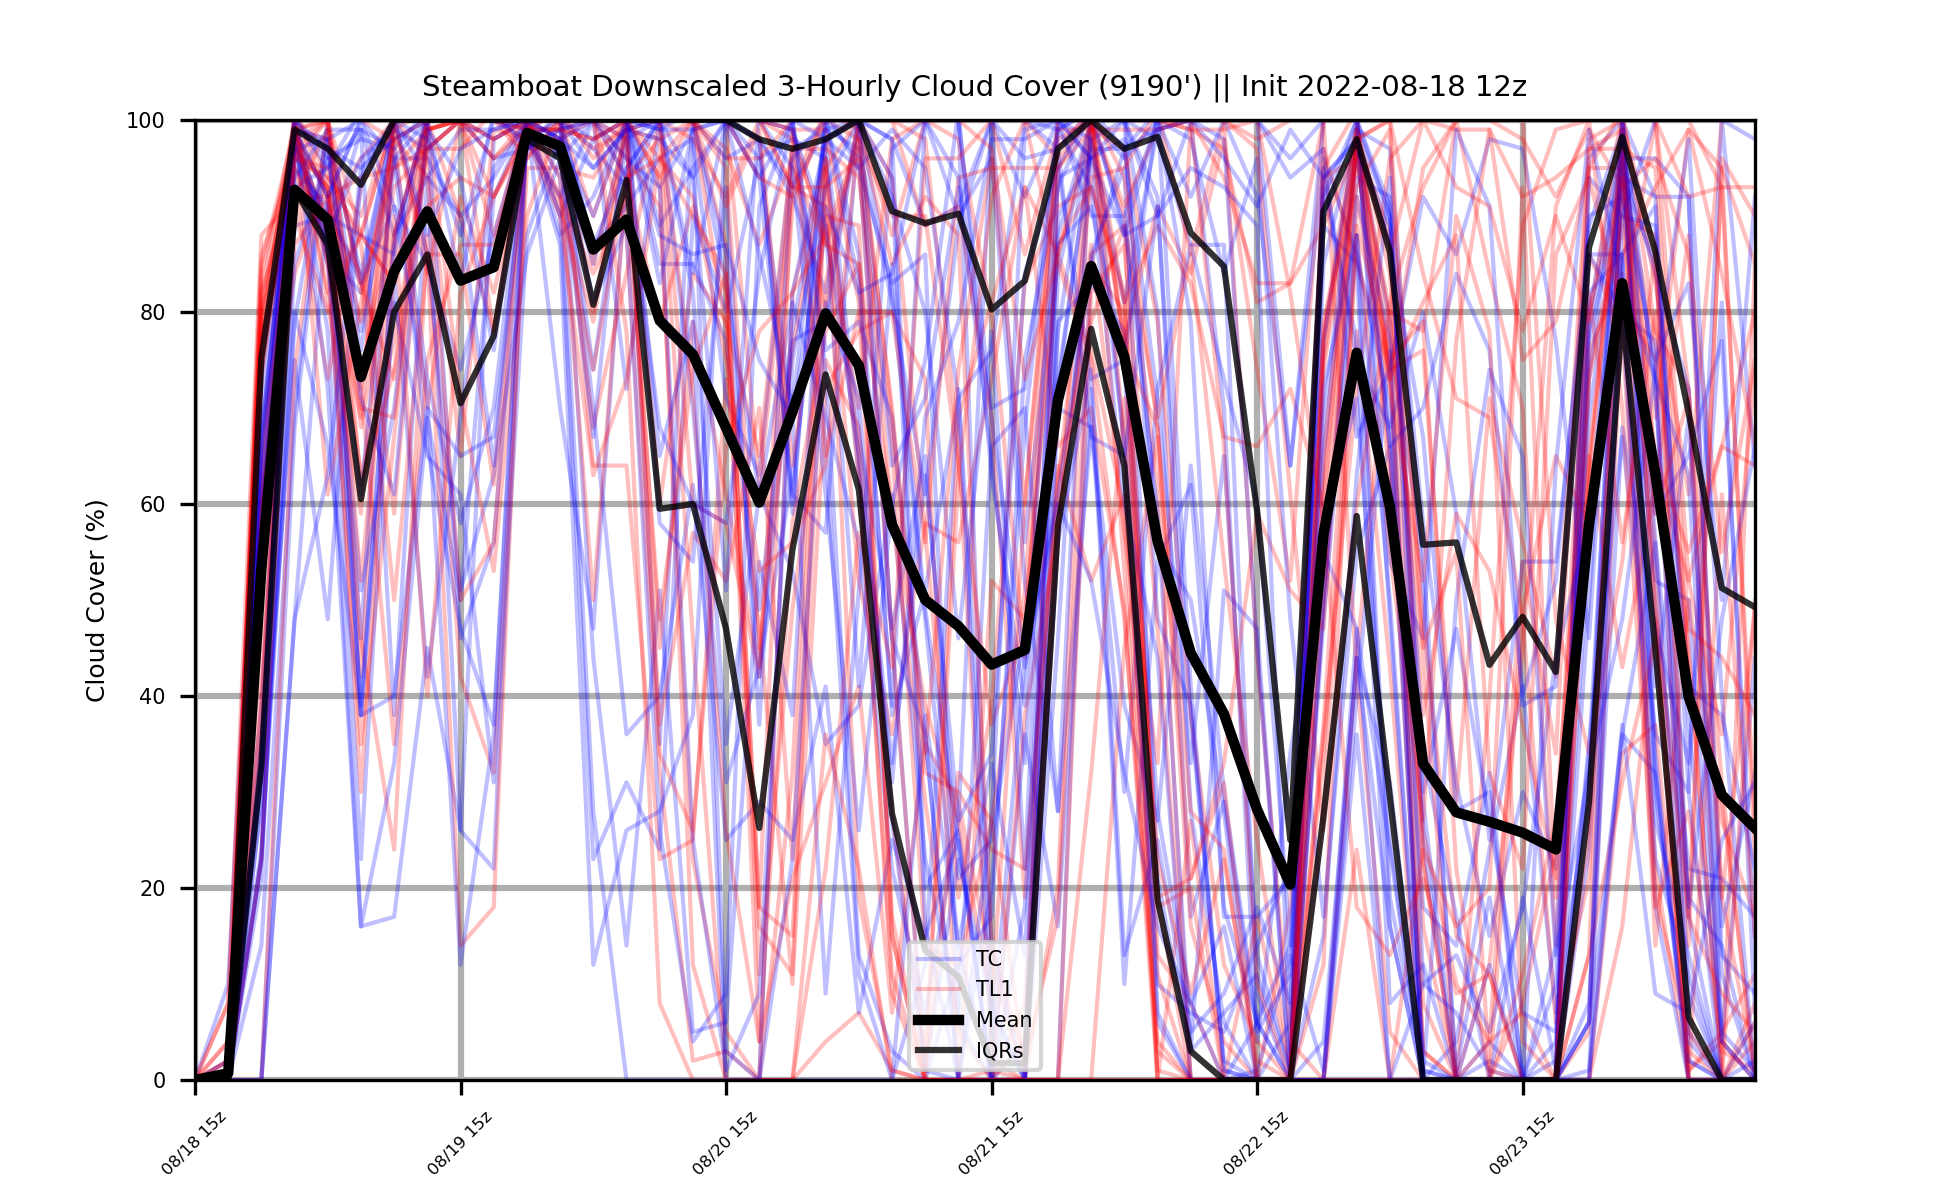 Steamboat Downscaled 3-Hourly Cloud Cover (9190') || Init 2022-08-18 12z
Cloud Cover (%)
100
80
60
40
20
0
TC
TL1
Mean
IQRs
08/18 15z
08/19 15z
08/20 15z
08/21 15z
08/22 15z
08/23 15z